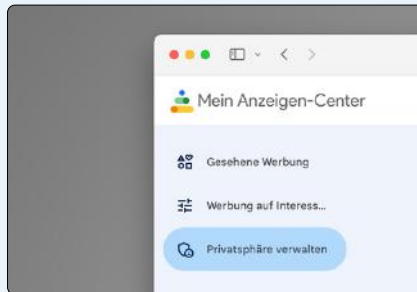 Mein Anzeigen-Center
Gesehene Werbung
Werbung auf Interess...
Privatsphäre verwalten